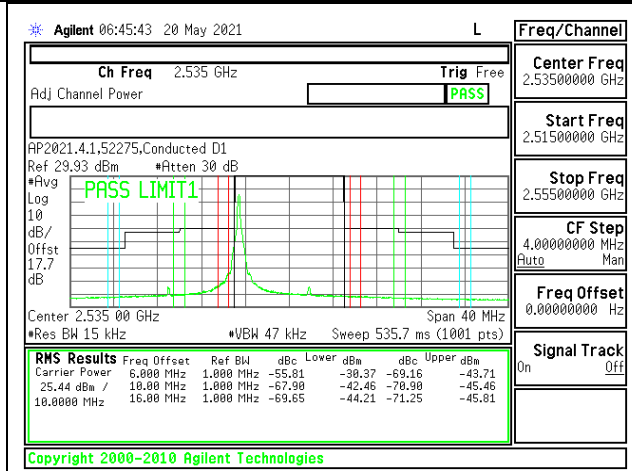 Agilent 06:45:43 20 May 2021 L Freq/Channel
Ch Freq 2.535 GHz Trig Free
Adj Channel Power PASS
Center Freq
2.53500000 GHz
Start Freq
2.51500000 GHz
Stop Freq
2.55500000 GHz
CF Step
4.00000000 MHz
Auto Man
Freq Offset
0.00000000 Hz
Signal Track
On Off
AP2021.4.1,52275,Conducted D1
Ref 29.93 dBm #Atten 30 dB
#Avg
Log
10
dB/
Offst
17.7
dB
PASS LIMIT1
Center 2.535 00 GHz Span 40 MHz
#Res BW 15 kHz #VBW 47 kHz Sweep 535.7 ms (1001 pts)
RMS Results Freq Offset Ref BW dBc Lower dBm dBc Upper dBm
Carrier Power 6.000 MHz 1.000 MHz -55.81 -30.37 -69.16 -43.71
25.44 dBm / 10.00 MHz 1.000 MHz -67.90 -42.46 -70.90 -45.46
10.0000 MHz 16.00 MHz 1.000 MHz -69.65 -44.21 -71.25 -45.81
Copyright 2000-2010 Agilent Technologies